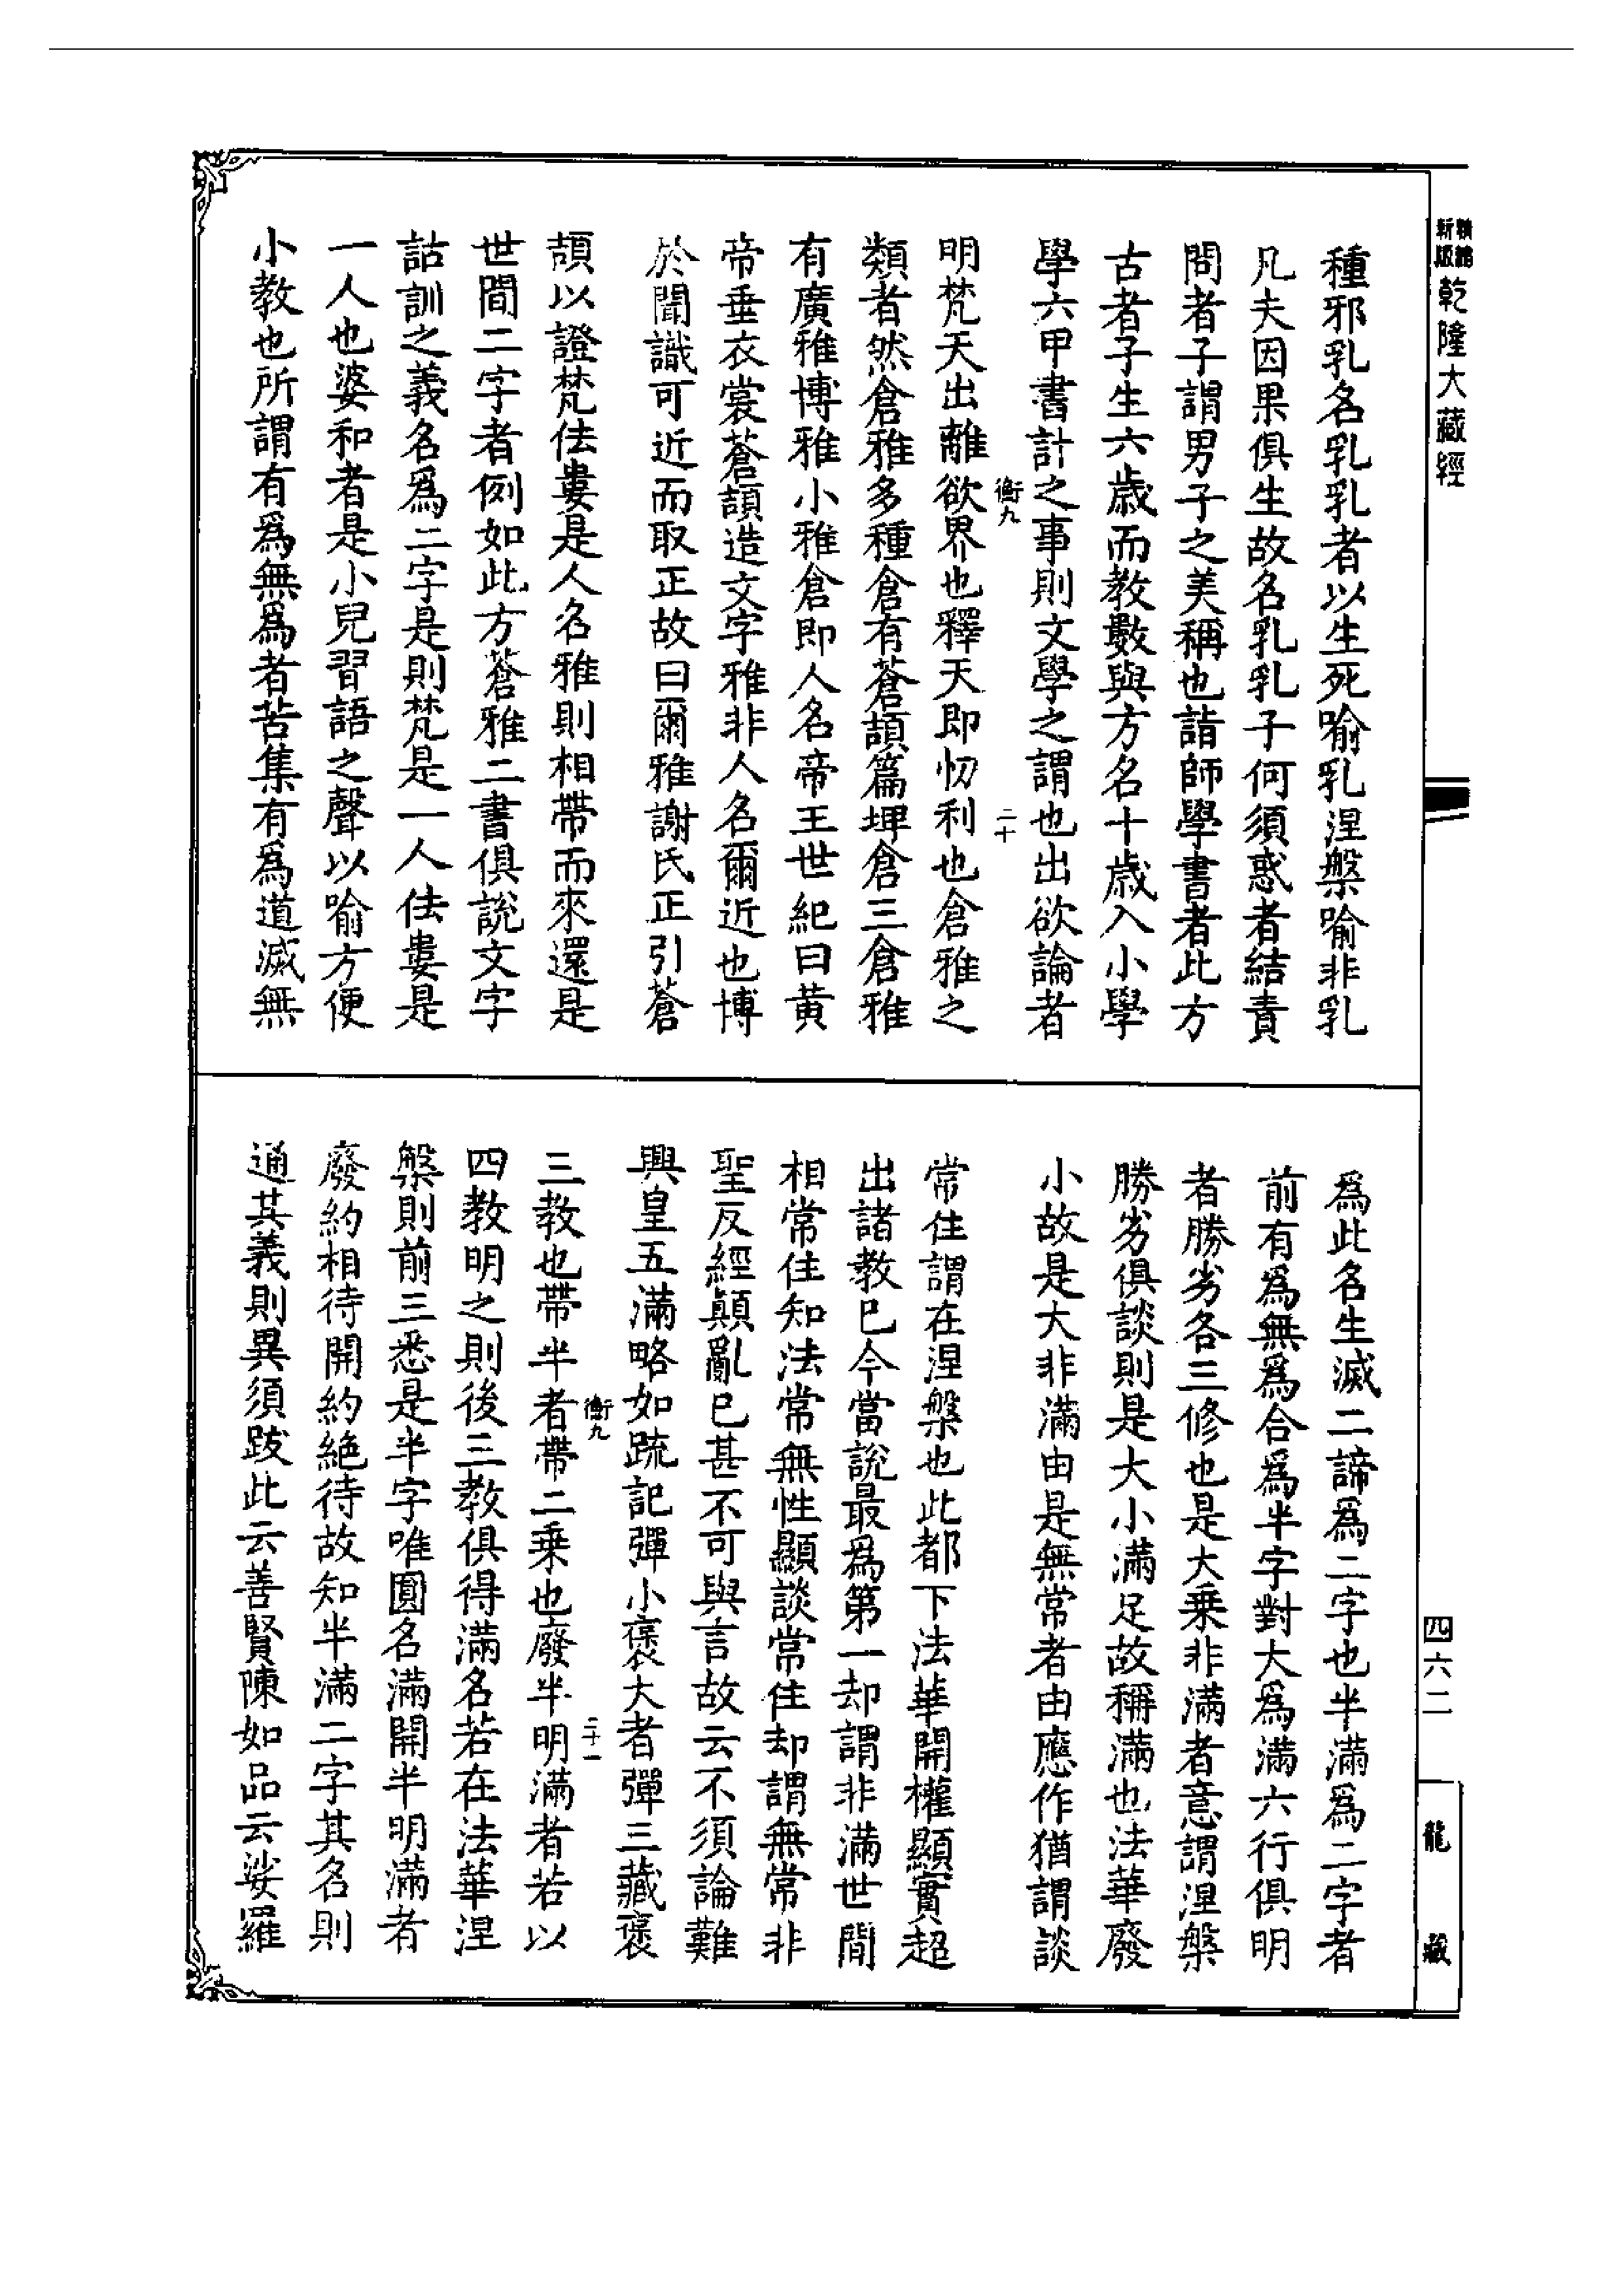 新版精縮
乾隆大藏經
種邪乳名乳乳者以生死喻乳涅槃喻非乳
凡夫因果俱生故名乳乳子何須惑者結責
問者子謂男子之美稱也詣師學書者此方
古者子生六歲而教數與方名十歲入小學
學六甲書計之事則文學之謂也出欲論者
衡九
二十
明梵天出離欲界也釋天即忉利也倉雅之
類者然倉雅多種倉有蒼頡篇埤倉三倉雅
有廣雅博雅小雅倉即人名帝王世紀曰黃
帝垂衣裳蒼頡造文字雅非人名爾近也博
於聞識可近而取正故曰爾雅謝氏正引蒼
頡以證梵佉婁是人名雅則相帶而來還是
世間二字者例如此方蒼雅二書俱說文字
詁訓之義名爲二字是則梵是一人佉婁是
一人也婆和者是小兒習語之聲以喻方便
小教也所謂有爲無爲者苦集有爲道滅無
爲此名生滅二諦爲二字也半滿爲二字者
前有爲無爲合爲半字對大爲滿六行俱明
者勝劣各三修也是大乘非滿者意謂涅槃
勝劣俱談則是大小滿足故稱滿也法華廢
小故是大非滿由是無常者由應作猶謂談
常住謂在涅槃也此都下法華開權顯實超
出諸教已今當說最爲第一却謂非滿世間
相常住知法常無性顯談常住却謂無常非
聖反經顛亂已甚不可與言故云不須論難
興皇五滿略如疏記彈小褒大者彈三藏褒
衡九
二十一
三教也帶半者帶二乘也廢半明滿者若以
四教明之則後三教俱得滿名若在法華涅
槃則前三悉是半字唯圓名滿開半明滿者
廢約相待開約絕待故知半滿二字其名則
通其義則異須跋此云善賢陳如品云娑羅
四六二
龍藏